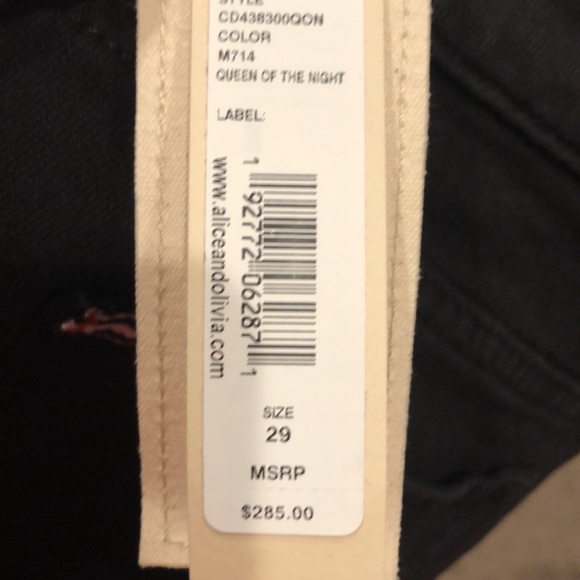 STYLE
CD438300QON
COLOR
M714
QUEEN OF THE NIGHT
LABEL:
1 92772 06287 1
www.aliceandolivia.com
SIZE
29
MSRP
$285.00